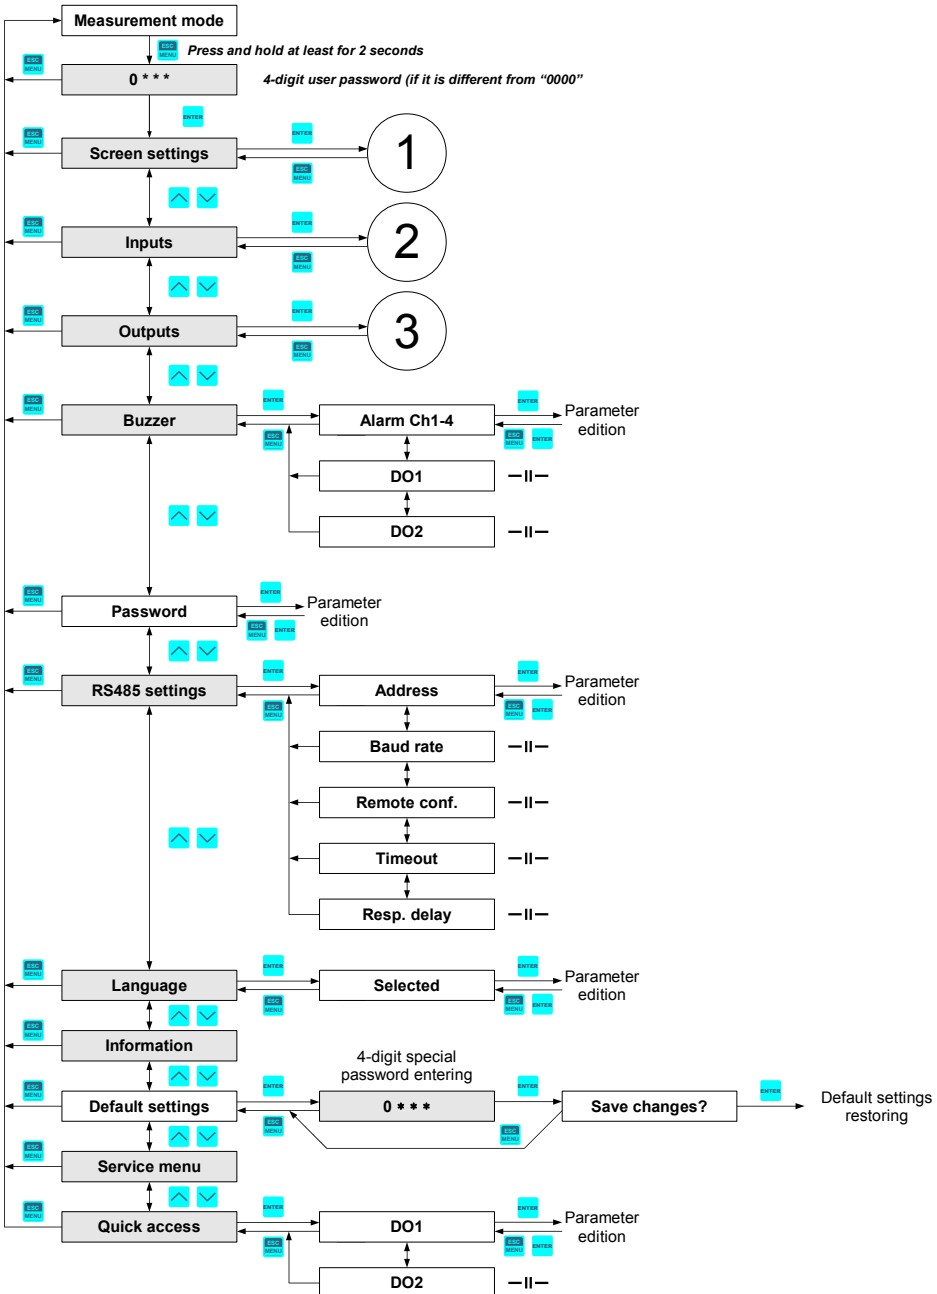 Measurement mode
ESC MENU
Press and hold at least for 2 seconds
ESC MENU
0 * * *
4-digit user password (if it is different from “0000”
ENTER
ESC MENU
Screen settings
ENTER
ESC MENU
1
ESC MENU
Inputs
ENTER
ESC MENU
2
ESC MENU
Outputs
ENTER
ESC MENU
3
ESC MENU
Buzzer
ENTER
ESC MENU
Alarm Ch1-4
ENTER
ESC MENU
ENTER
Parameter
edition
DO1
—II—
DO2
—II—
ESC MENU
Password
ENTER
ESC MENU
ENTER
Parameter
edition
ESC MENU
RS485 settings
ENTER
ESC MENU
Address
ENTER
ESC MENU
ENTER
Parameter
edition
Baud rate
—II—
Remote conf.
—II—
Timeout
—II—
Resp. delay
—II—
ESC MENU
Language
ENTER
ESC MENU
Selected
ENTER
ESC MENU
ENTER
Parameter
edition
ESC MENU
Information
4-digit special
password entering
ESC MENU
Default settings
ENTER
ESC MENU
0 * * *
ENTER
ESC MENU
Save changes?
ENTER
Default settings
restoring
ESC MENU
Service menu
ESC MENU
Quick access
ENTER
ESC MENU
DO1
ENTER
ESC MENU
ENTER
Parameter
edition
DO2
—II—